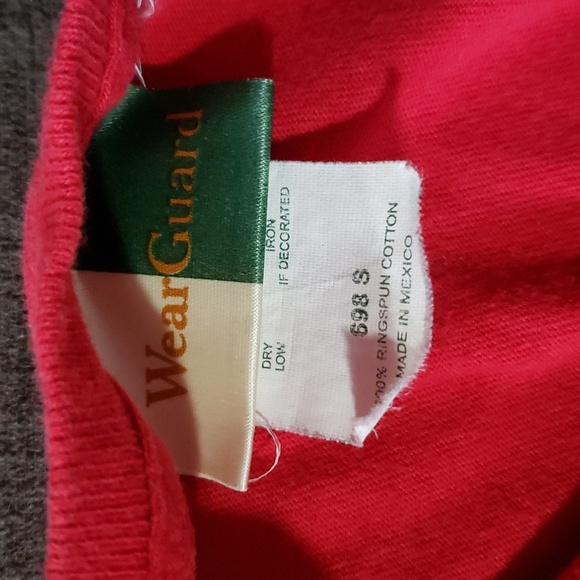 WearGuard
DRY IRON
LOW IF DECORATED
698 S
100% RINGSPUN COTTON
MADE IN MEXICO